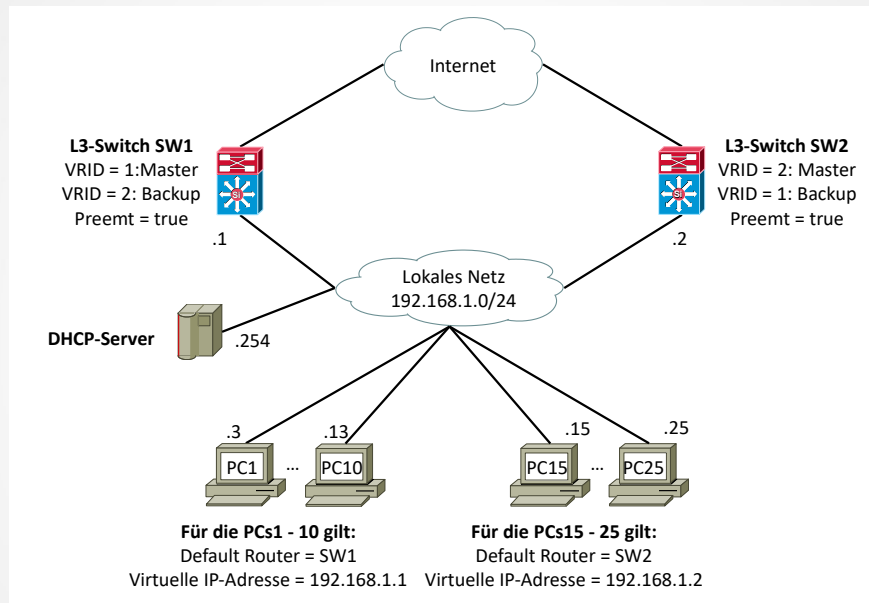 Internet
L3-Switch SW1
VRID = 1:Master
VRID = 2: Backup
Preemt = true
.1
L3-Switch SW2
VRID = 2: Master
VRID = 1: Backup
Preemt = true
.2
Si
Si
Lokales Netz
192.168.1.0/24
DHCP-Server
.254
.3
.13
.15
.25
PC1
...
PC10
PC15
...
PC25
Für die PCs1 - 10 gilt:
Default Router = SW1
Virtuelle IP-Adresse = 192.168.1.1
Für die PCs15 - 25 gilt:
Default Router = SW2
Virtuelle IP-Adresse = 192.168.1.2